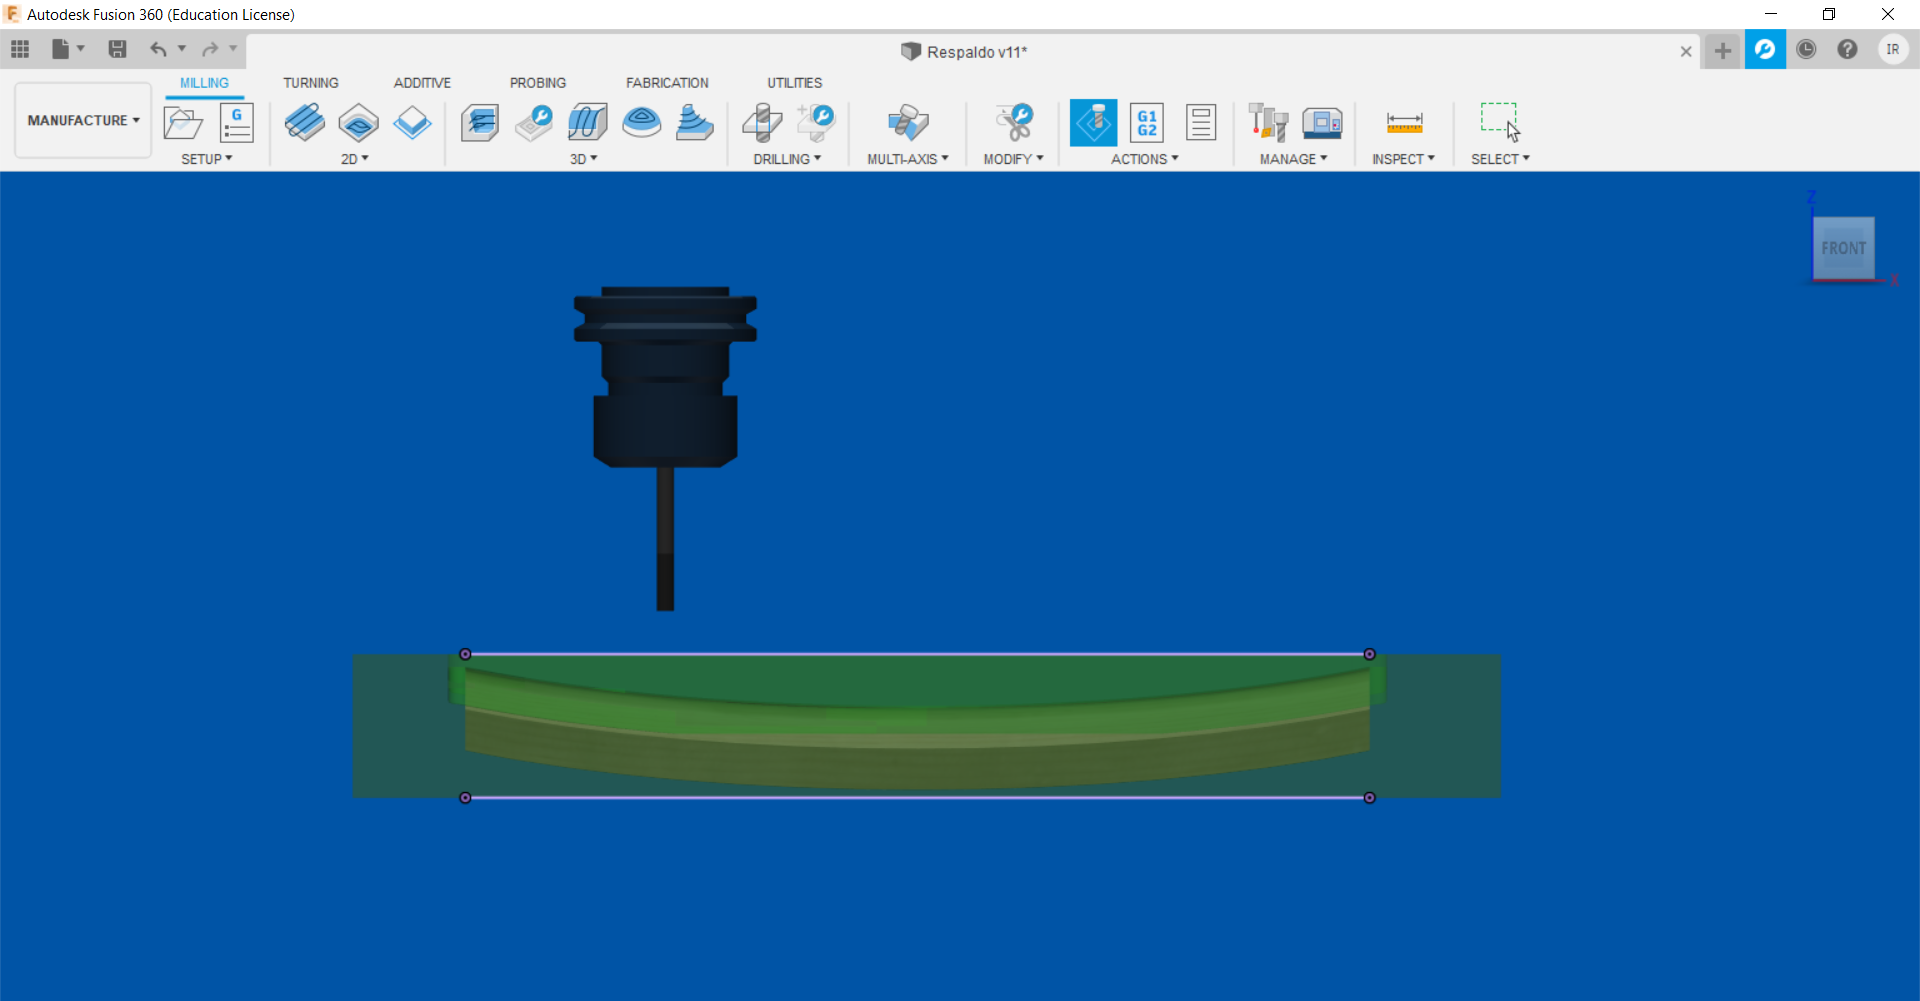 Autodesk Fusion 360 (Education License)
Respaldo v11*
IR
MILLING TURNING ADDITIVE PROBING FABRICATION UTILITIES
MANUFACTURE
G
G1
G2
SETUP 2D 3D DRILLING MULTI-AXIS MODIFY ACTIONS MANAGE INSPECT SELECT
Z
FRONT
X